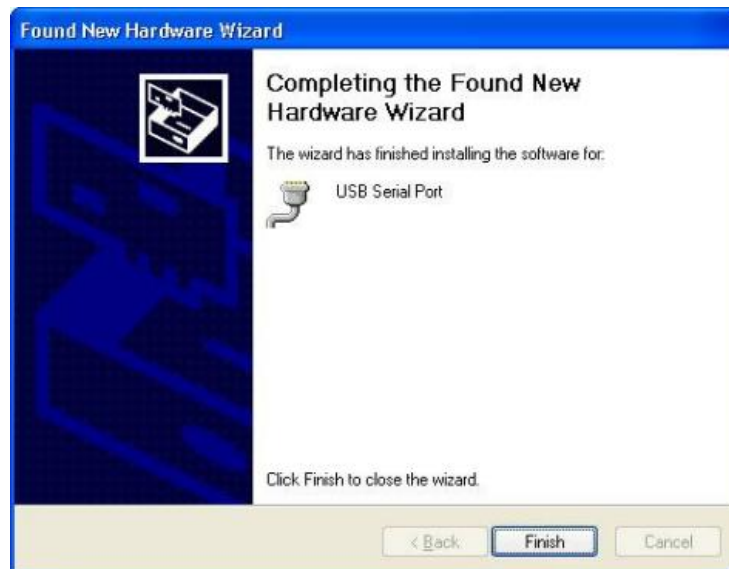 Found New Hardware Wizard
Completing the Found New
Hardware Wizard
The wizard has finished installing the software for:
USB Serial Port
Click Finish to close the wizard.
< Back
Finish
Cancel